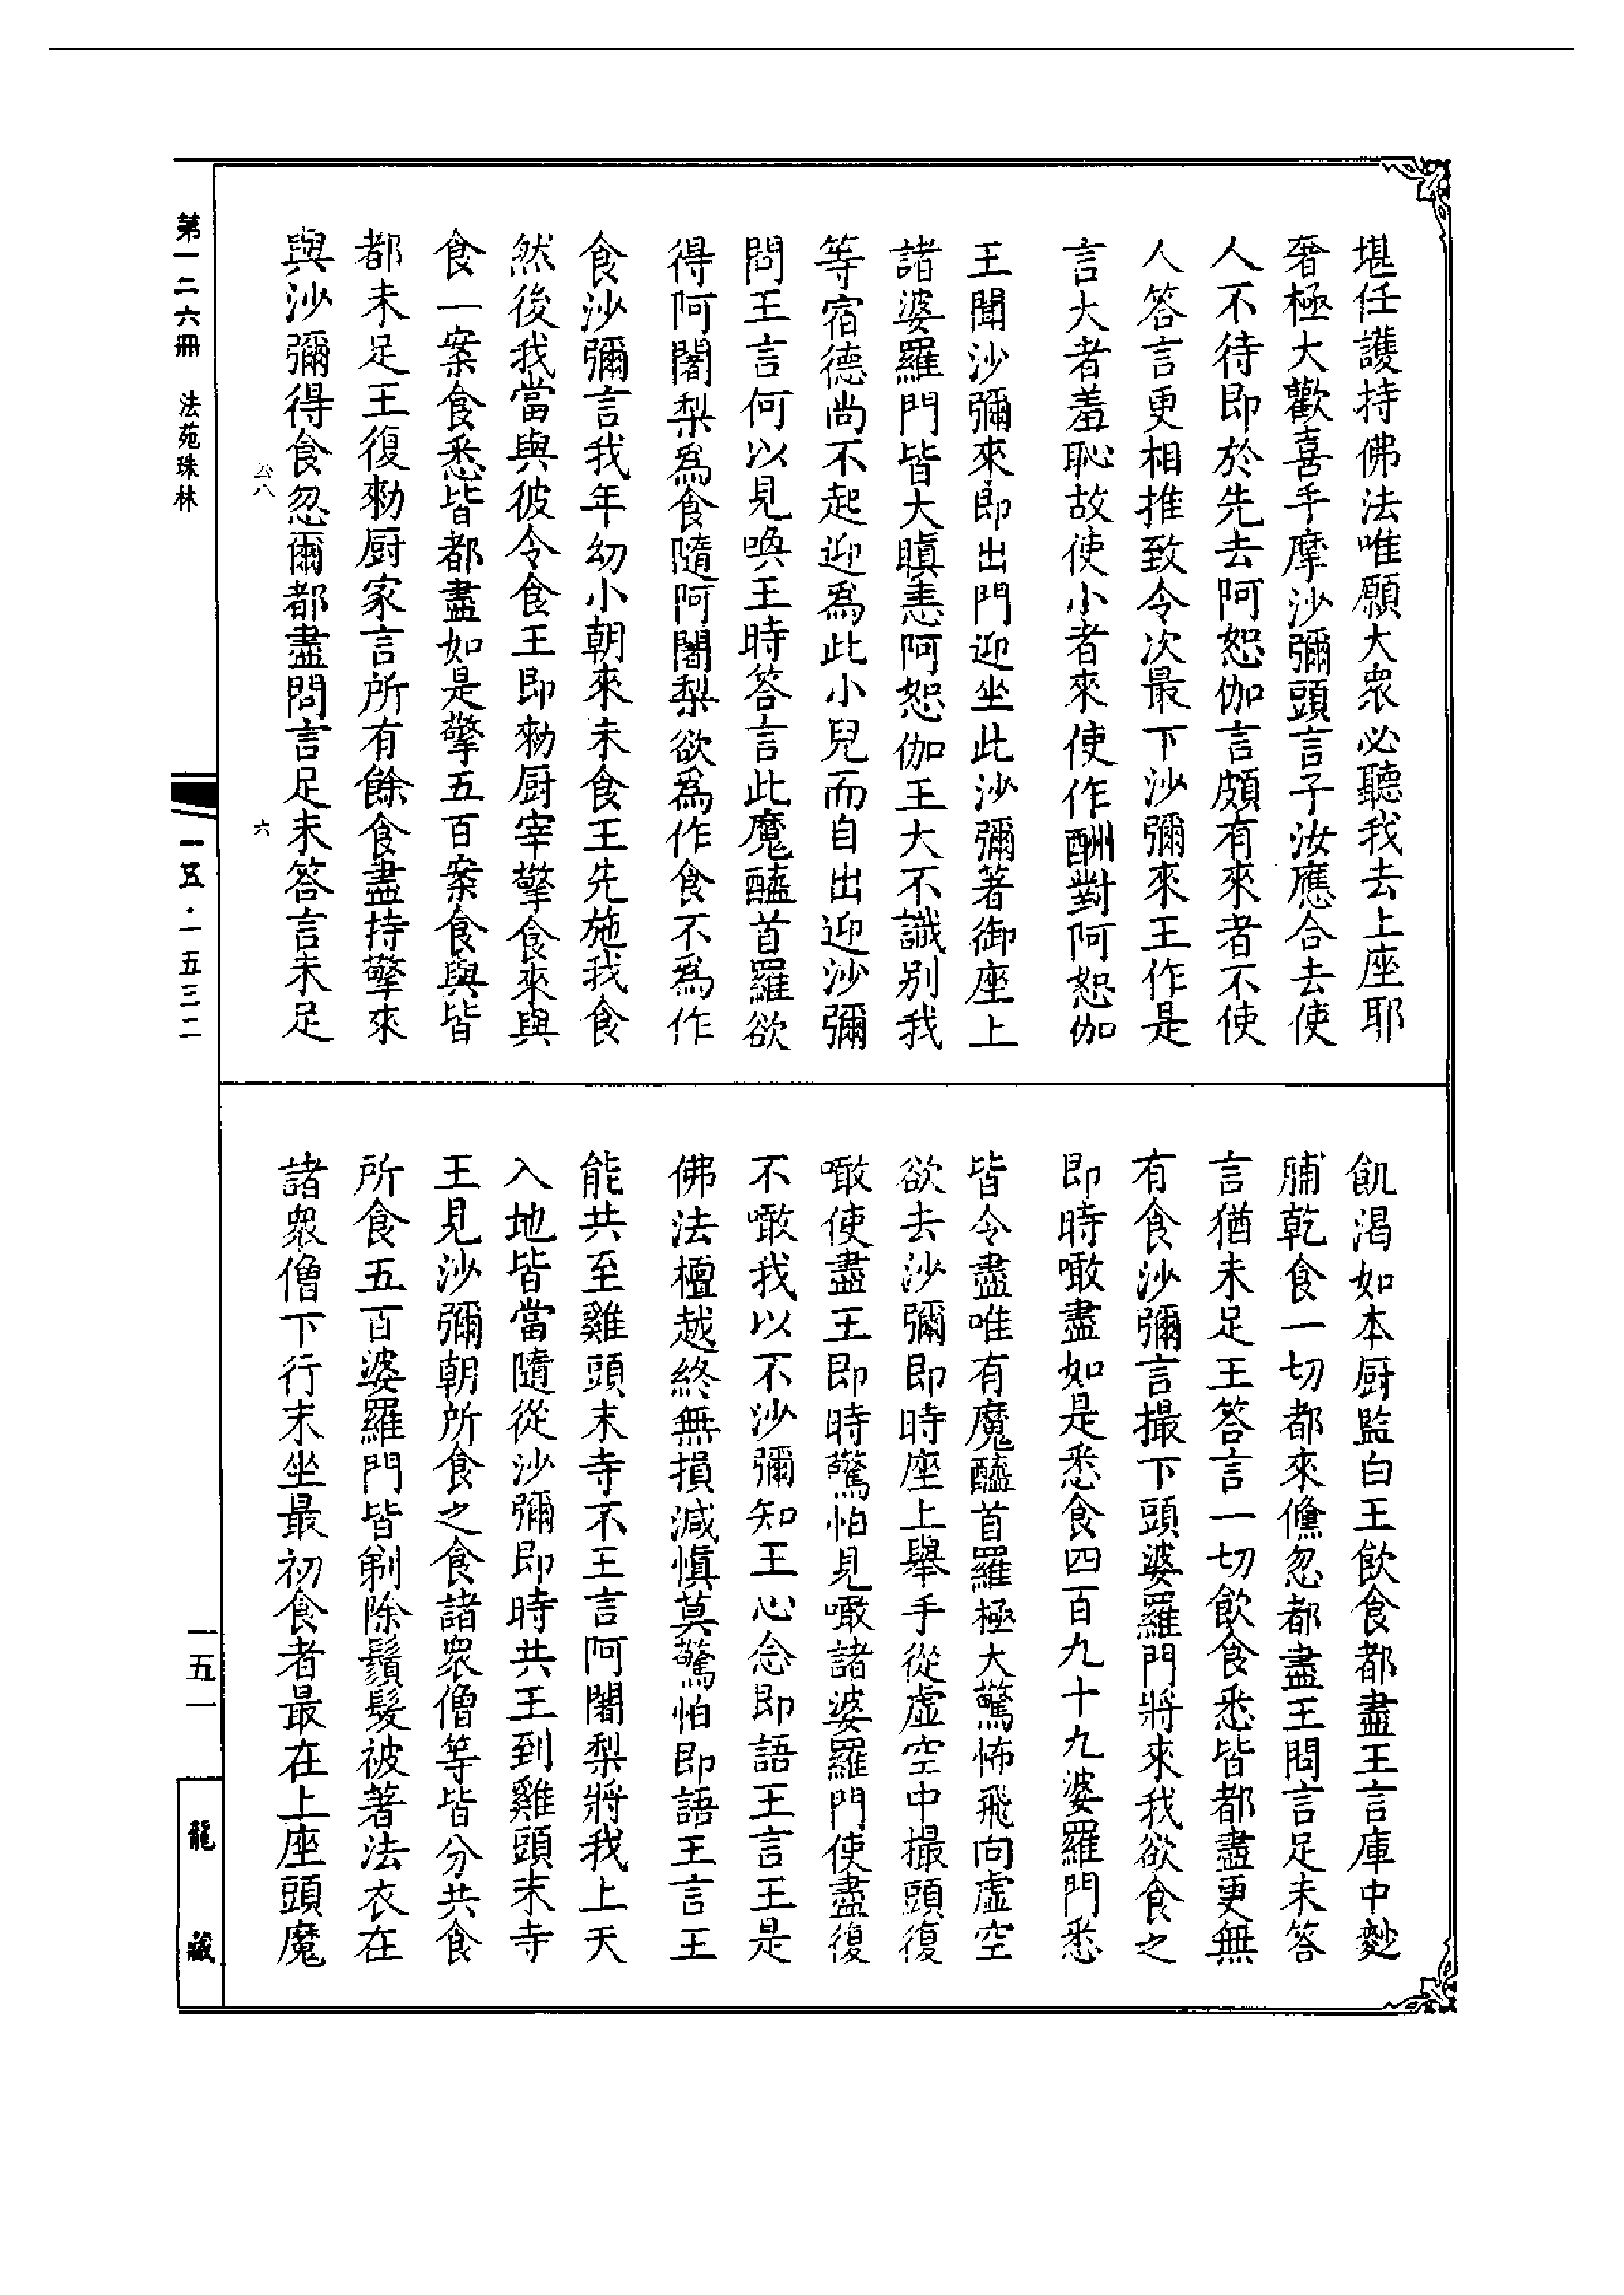 堪任護持佛法唯願大衆必聽我去上座耶
奢極大歡喜手摩沙彌頭言子汝應合去使
人不待即於先去阿恕伽言頗有來者不使
人答言更相推致令次最下沙彌來王作是
言大者羞恥故使小者來使作酬對阿恕伽
王聞沙彌來即出門迎坐此沙彌著御座上
諸婆羅門皆大瞋恚阿恕伽王大不識別我
等宿德尚不起迎爲此小兒而自出迎沙彌
問王言何以見喚王時答言此魔醯首羅欲
得阿闍梨爲食隨阿闍梨欲爲作食不爲作
食沙彌言我年幼小朝來未食王先施我食
然後我當與彼令食王即勑厨宰擎食來與
食一案食悉皆都盡如是擎五百案食與皆
都未足王復勑厨家言所有餘食盡持擎來
與沙彌得食忽爾都盡問言足未答言未足
飢渴如本厨監白王飲食都盡王言庫中麨
脯乾食一切都來儵忽都盡王問言足未答
言猶未足王答言一切飲食悉皆都盡更無
有食沙彌言撮下頭婆羅門將來我欲食之
即時噉盡如是悉食四百九十九婆羅門悉
皆令盡唯有魔醯首羅極大驚怖飛向虛空
欲去沙彌即時座上舉手從虛空中撮頭復
噉使盡王即時驚怕見噉諸婆羅門使盡復
不噉我以不沙彌知王心念即語王言王是
佛法檀越終無損減愼莫驚怕即語王言王
能共至雞頭末寺不王言阿闍梨將我上天
入地皆當隨從沙彌即時共王到雞頭末寺
王見沙彌朝所食之食諸衆僧等皆分共食
所食五百婆羅門皆剃除鬚髮被著法衣在
諸衆僧下行末坐最初食者最在上座頭魔
公八　六
第一二六冊　法苑珠林
一五·一五三二
一五一
龍藏